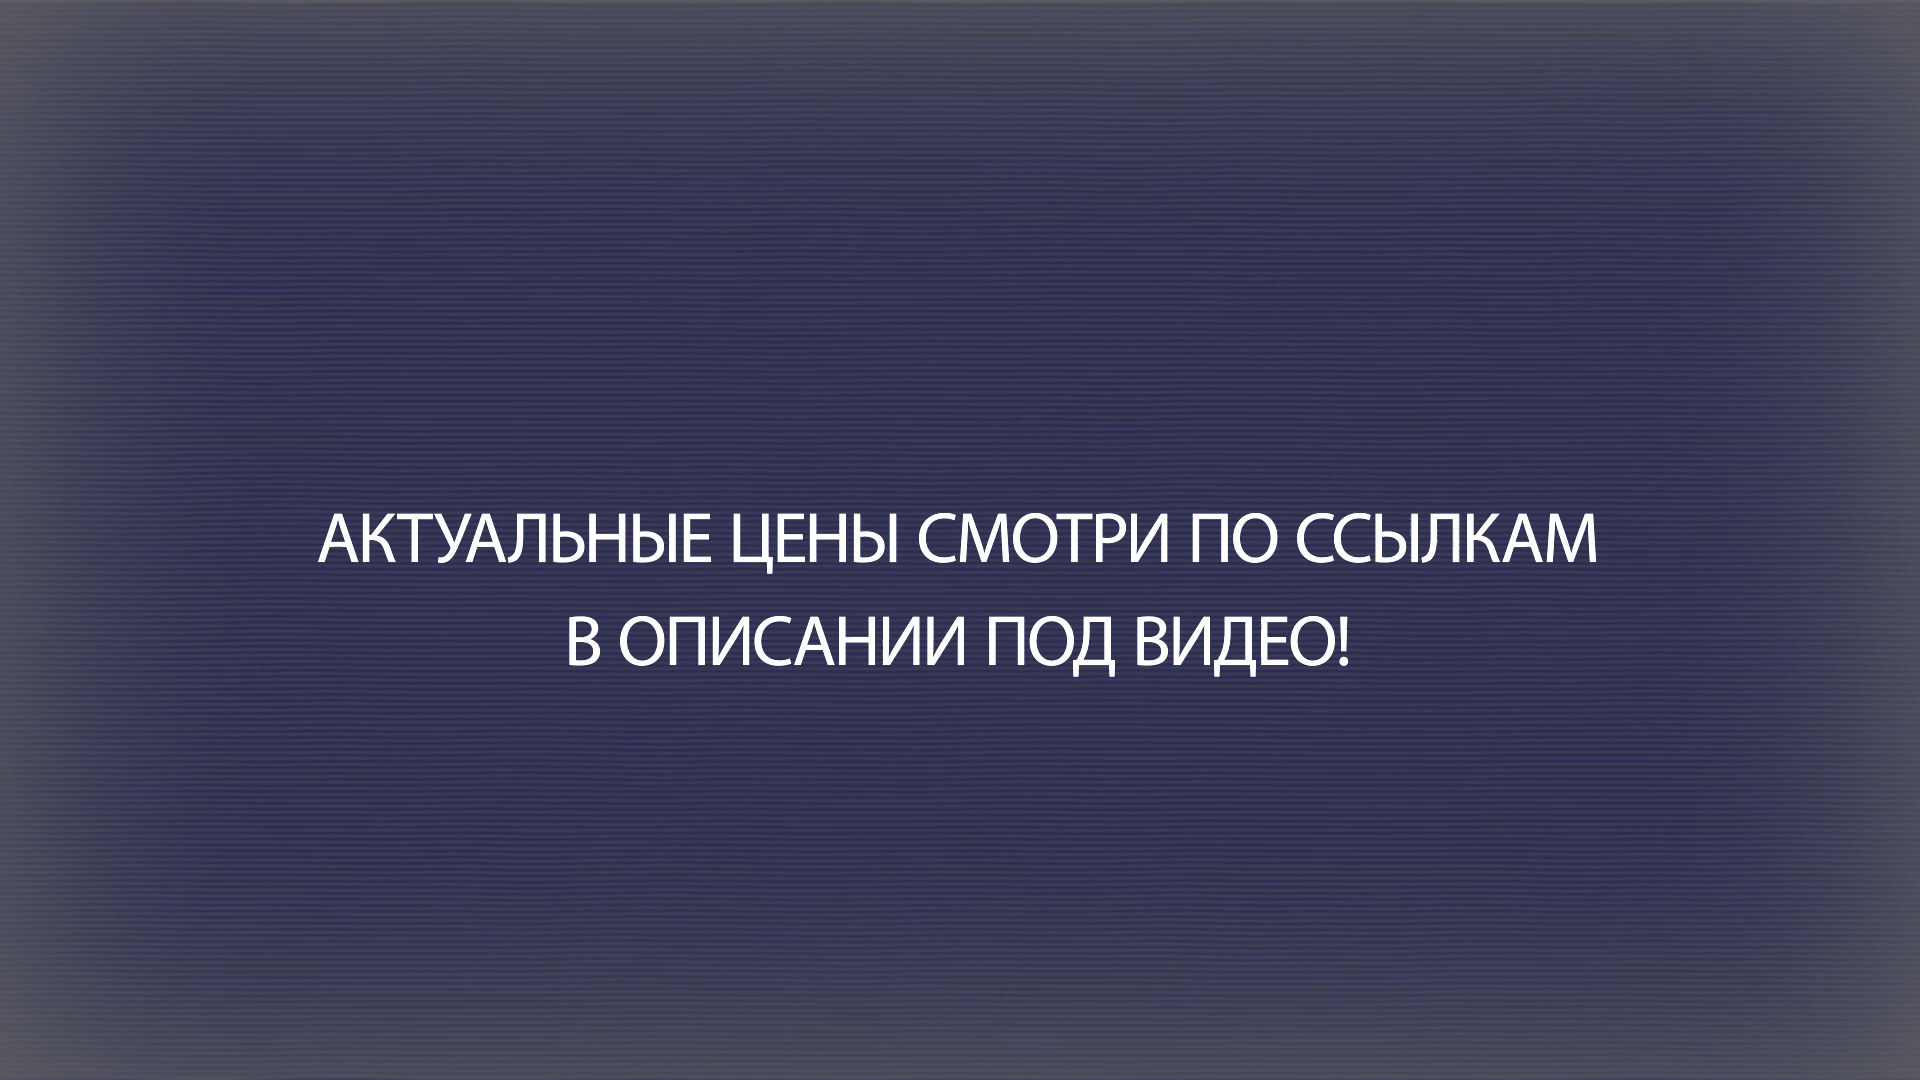 АКТУАЛЬНЫЕ ЦЕНЫ СМОТРИ ПО ССЫЛКАМ
В ОПИСАНИИ ПОД ВИДЕО!